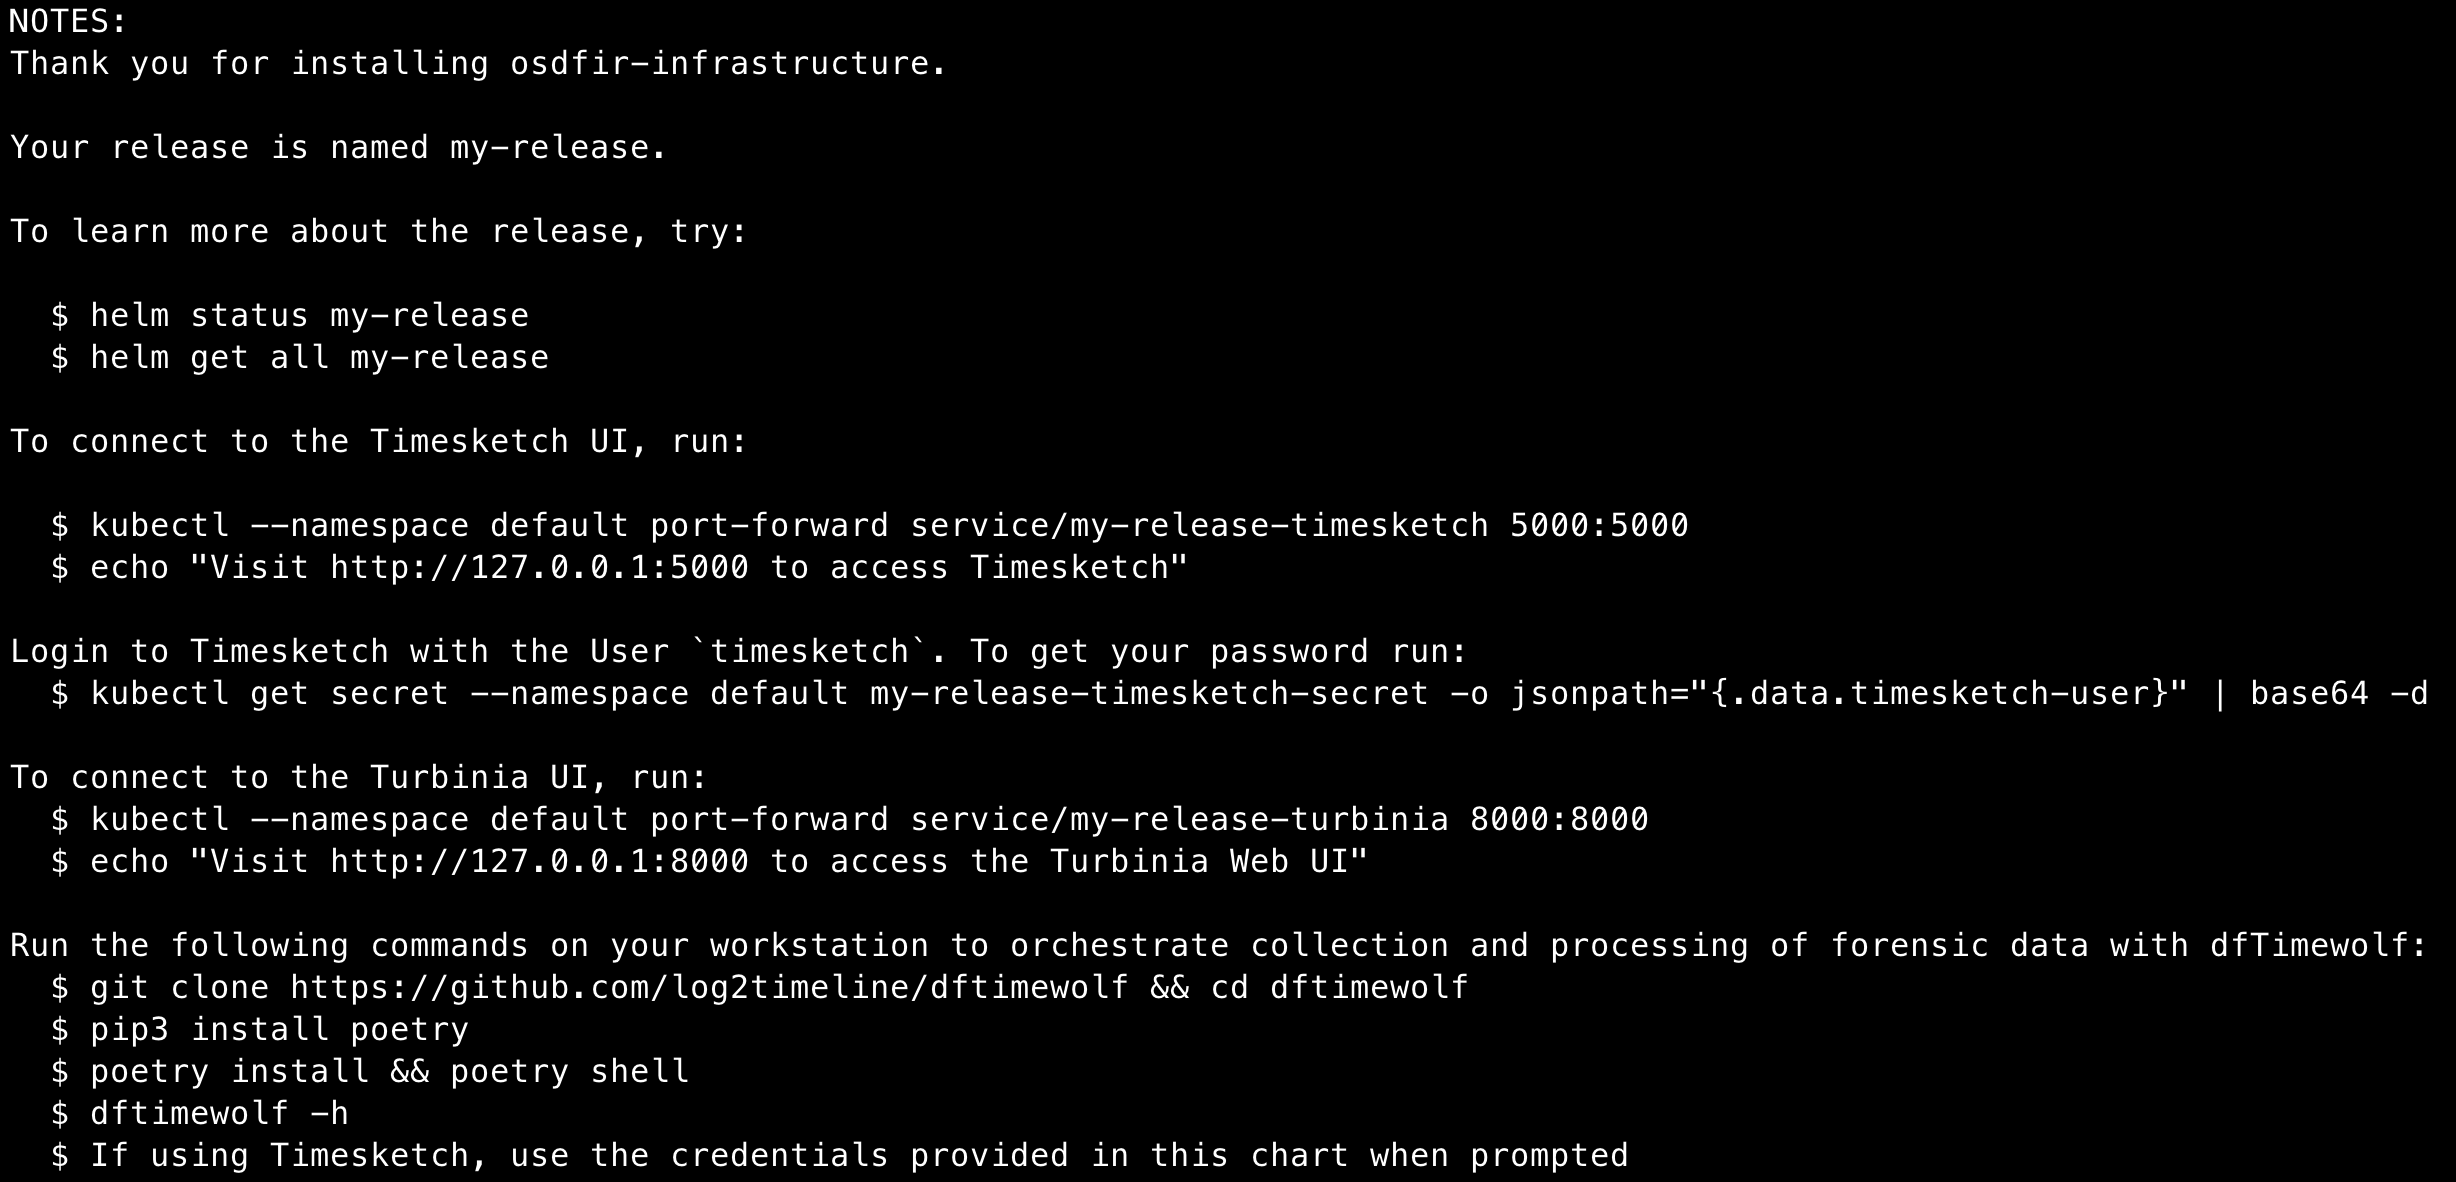 NOTES:
Thank you for installing osdfir-infrastructure.
Your release is named my-release.
To learn more about the release, try:
$ helm status my-release
$ helm get all my-release
To connect to the Timesketch UI, run:
$ kubectl --namespace default port-forward service/my-release-timesketch 5000:5000
$ echo "Visit http://127.0.0.1:5000 to access Timesketch"
Login to Timesketch with the User `timesketch`. To get your password run:
$ kubectl get secret --namespace default my-release-timesketch-secret -o jsonpath="{.data.timesketch-user}" | base64 -d
To connect to the Turbinia UI, run:
$ kubectl --namespace default port-forward service/my-release-turbinia 8000:8000
$ echo "Visit http://127.0.0.1:8000 to access the Turbinia Web UI"
Run the following commands on your workstation to orchestrate collection and processing of forensic data with dfTimewolf:
$ git clone https://github.com/log2timeline/dftimewolf && cd dftimewolf
$ pip3 install poetry
$ poetry install && poetry shell
$ dftimewolf -h
$ If using Timesketch, use the credentials provided in this chart when prompted